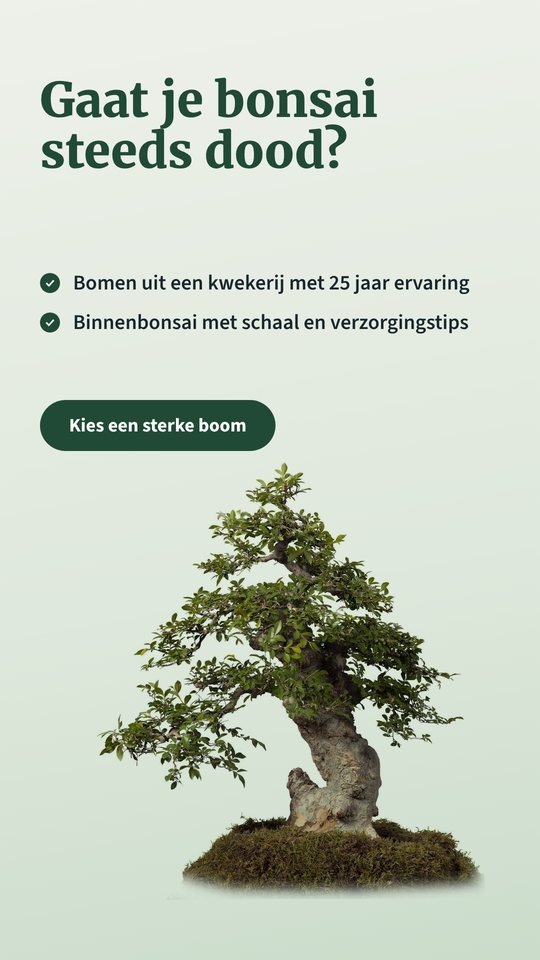 Gaat je bonsai
steeds dood?
Bomen uit een kwekerij met 25 jaar ervaring
Binnenbonsai met schaal en verzorgingstips
Kies een sterke boom